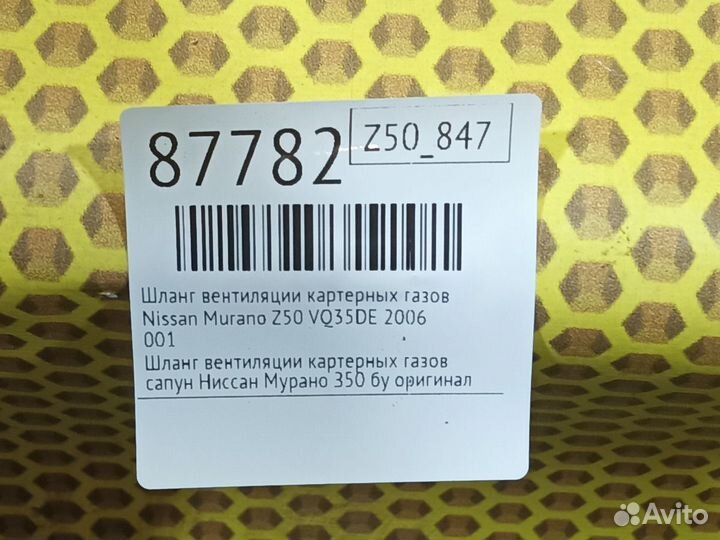 87782
Z50_847
Шланг вентиляции картерных газов
Nissan Murano Z50 VQ35DE 2006
001
Шланг вентиляции картерных газов
сапун Ниссан Мурано 350 бу оригинал
Avito